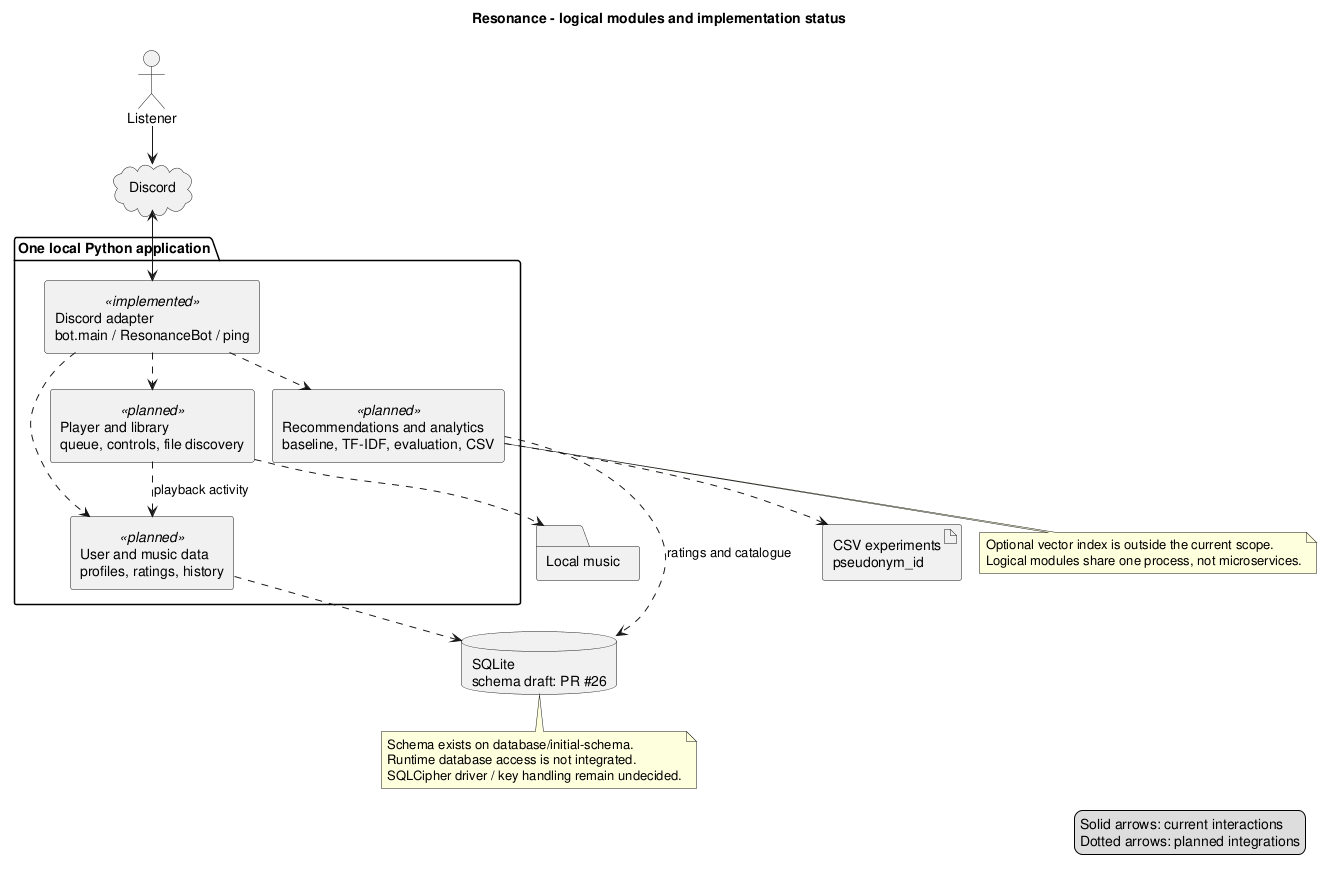 Resonance - logical modules and implementation status
Listener
Discord
One local Python application
«implemented»
Discord adapter
bot.main / ResonanceBot / ping
«planned»
Player and library
queue, controls, file discovery
«planned»
Recommendations and analytics
baseline, TF-IDF, evaluation, CSV
playback activity
«planned»
User and music data
profiles, ratings, history
Local music
ratings and catalogue
CSV experiments
pseudonym_id
Optional vector index is outside the current scope.
Logical modules share one process, not microservices.
SQLite
schema draft: PR #26
Schema exists on database/initial-schema.
Runtime database access is not integrated.
SQLCipher driver / key handling remain undecided.
Solid arrows: current interactions
Dotted arrows: planned integrations